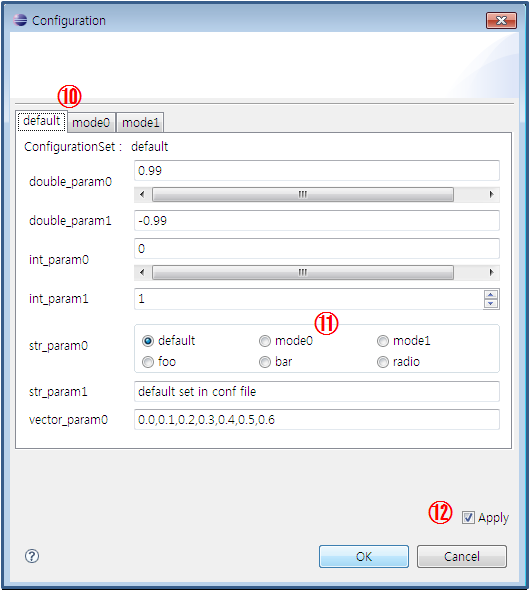 Configuration
⑩
default mode0 mode1
ConfigurationSet : default
double_param0 0.99
double_param1 -0.99
int_param0 0
int_param1 1
⑪
str_param0 default mode0 mode1
foo bar radio
str_param1 default set in conf file
vector_param0 0.0,0.1,0.2,0.3,0.4,0.5,0.6
⑫ Apply
? OK Cancel